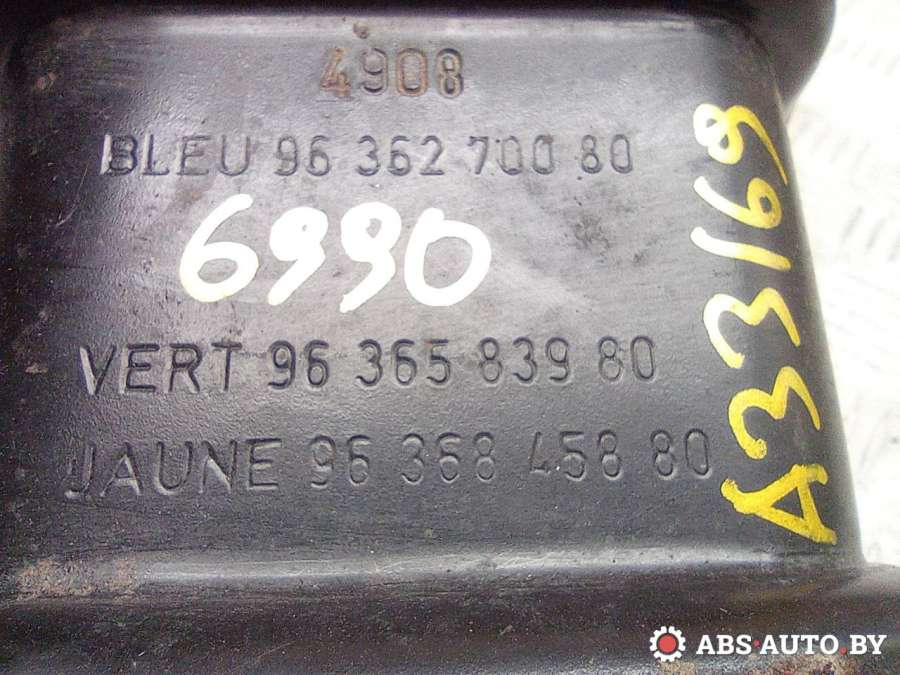 4908
BLEU 96 362 700 80
6990
VERT 96 365 839 80
JAUNE 96 368 458 80
A33169
ABS-AUTO.BY